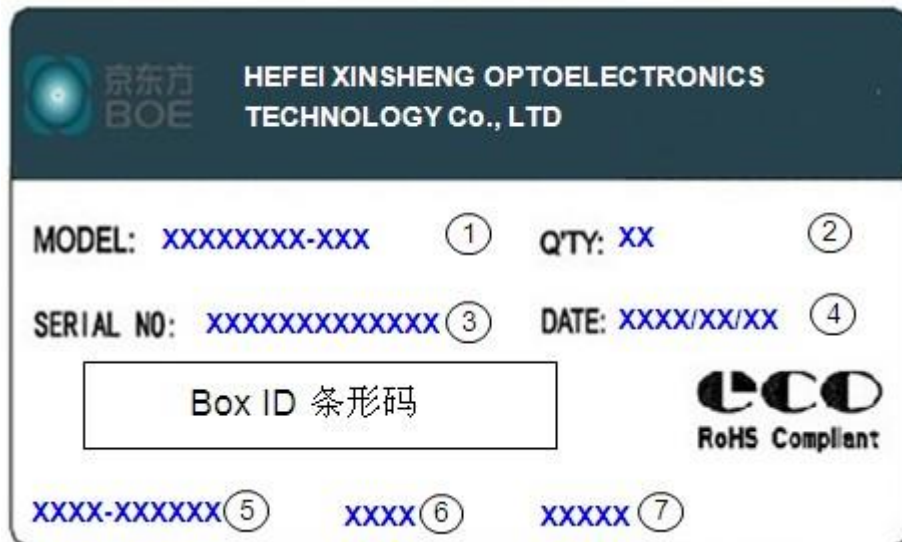 京东方
BOE
HEFEI XINSHENG OPTOELECTRONICS
TECHNOLOGY Co., LTD
MODEL: XXXXXXXX-XXX ① Q'TY: XX ②
SERIAL NO: XXXXXXXXXXXXX ③ DATE: XXXX/XX/XX ④
Box ID 条形码
eco
RoHS Compliant
XXXX-XXXXXX ⑤ XXXX ⑥ XXXXX ⑦